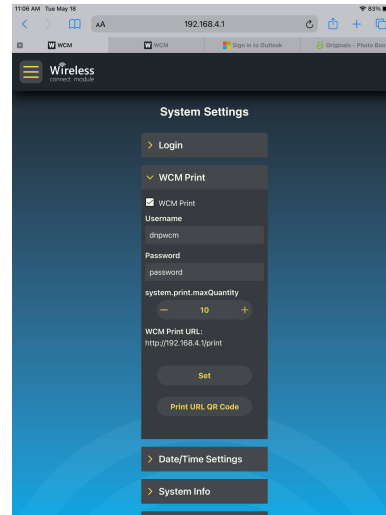 11:06 AM Tue May 18
83%
AA
192.168.4.1
WCM
WCM
Sign in to Outlook
Originals - Photo Boo
Wireless
connect module
System Settings
Login
WCM Print
WCM Print
Username
dnpwcm
Password
password
system.print.maxQuantity
− 10 +
WCM Print URL:
http://192.168.4.1/print
Set
Print URL QR Code
Date/Time Settings
System Info